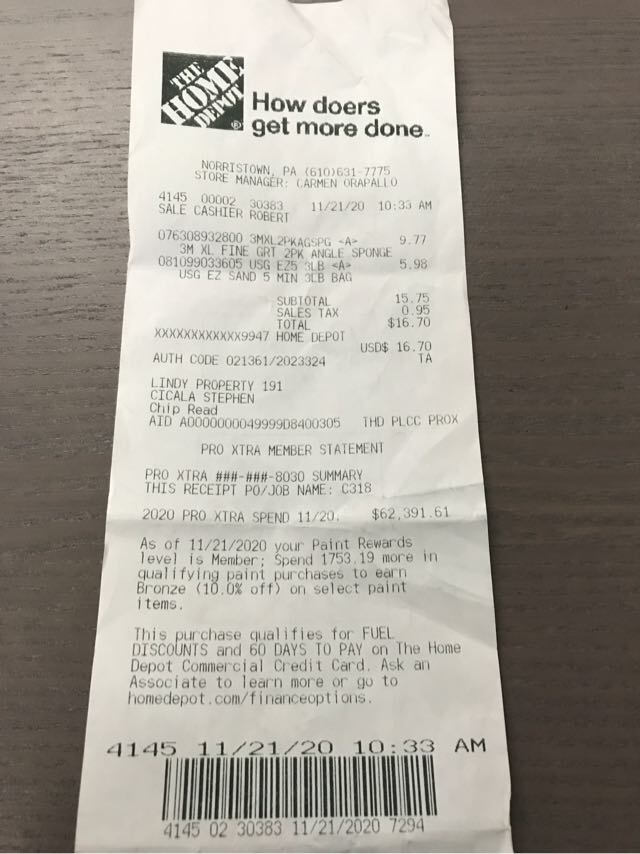 THE
HOME
DEPOT
®
How doers
get more done™
NORRISTOWN, PA (610)631-7775
STORE MANAGER: CARMEN ORAPALLO
4145 00002 30383 11/21/20 10:33 AM
SALE CASHIER ROBERT
076308932800 3MXL2PKAGSPG <A> 9.77
3M XL FINE GRT 2PK ANGLE SPONGE
081099033605 USG EZ5 3LB <A> 5.98
USG EZ SAND 5 MIN 3LB BAG
SUBTOTAL 15.75
SALES TAX 0.95
TOTAL $16.70
XXXXXXXXXXXX9947 HOME DEPOT
USD$ 16.70
AUTH CODE 021361/2023324 TA
LINDY PROPERTY 191
CICALA STEPHEN
Chip Read
AID A0000000049999D8400305 THD PLCC PROX
PRO XTRA MEMBER STATEMENT
PRO XTRA ###-###-8030 SUMMARY
THIS RECEIPT PO/JOB NAME: C318
2020 PRO XTRA SPEND 11/20: $62,391.61
As of 11/21/2020 your Paint Rewards
level is Member; Spend 1753.19 more in
qualifying paint purchases to earn
Bronze (10.0% off) on select paint
items.
This purchase qualifies for FUEL
DISCOUNTS and 60 DAYS TO PAY on The Home
Depot Commercial Credit Card. Ask an
Associate to learn more or go to
homedepot.com/financeoptions.
4145 11/21/20 10:33 AM
4145 02 30383 11/21/2020 7294